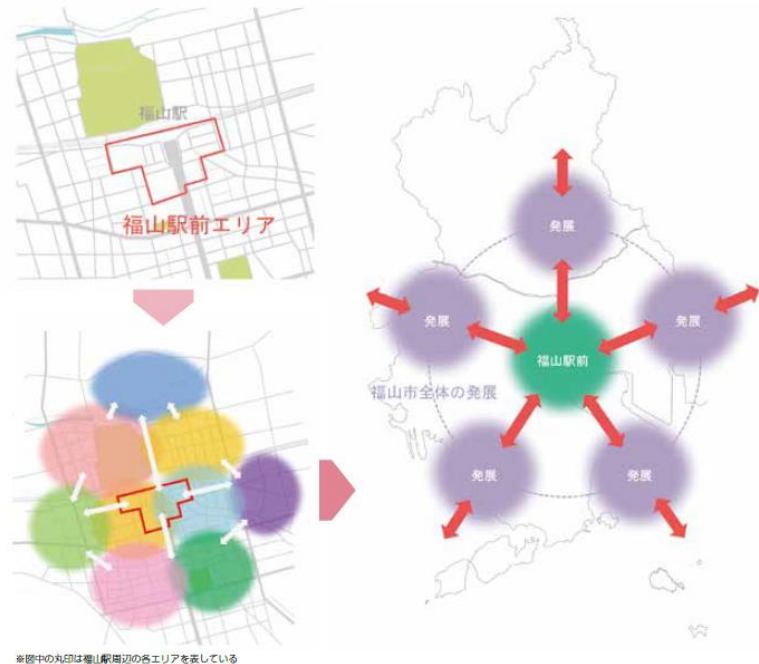 福山駅
福山駅前エリア
発展
発展
発展
福山駅前
福山市全体の発展
発展
発展
※図中の丸印は福山駅周辺の各エリアを表している